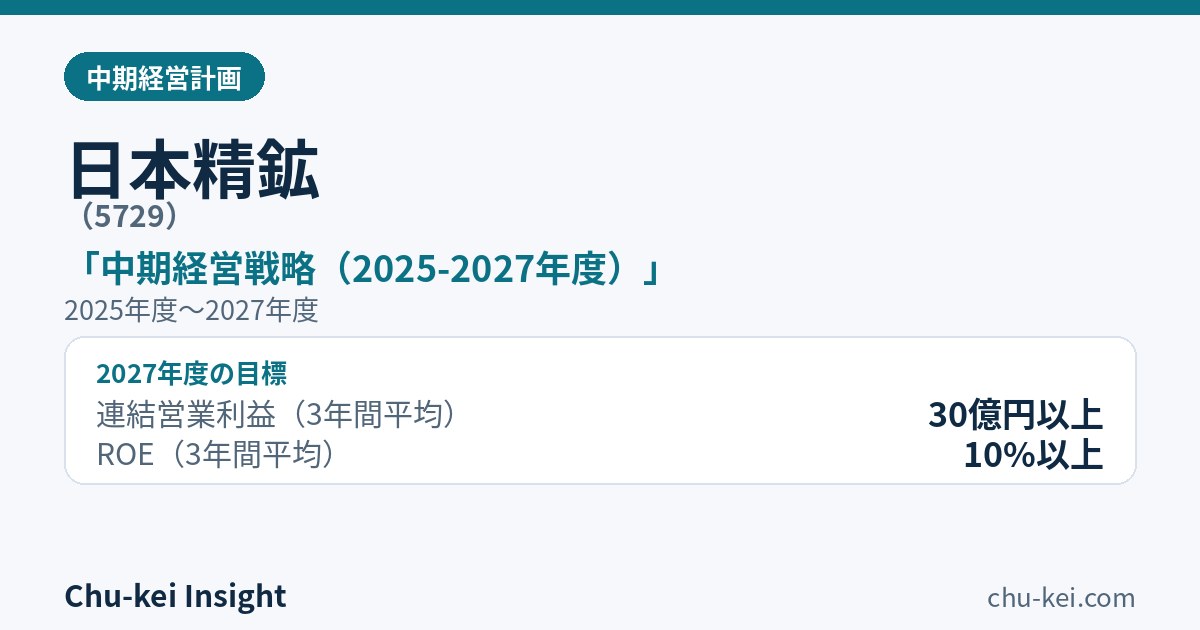 中期経営計画
日本精鉱
（5729）
「中期経営戦略（2025-2027年度）」
2025年度〜2027年度
2027年度の目標
連結営業利益（3年間平均） 30億円以上
ROE（3年間平均） 10%以上
Chu-kei Insight chu-kei.com